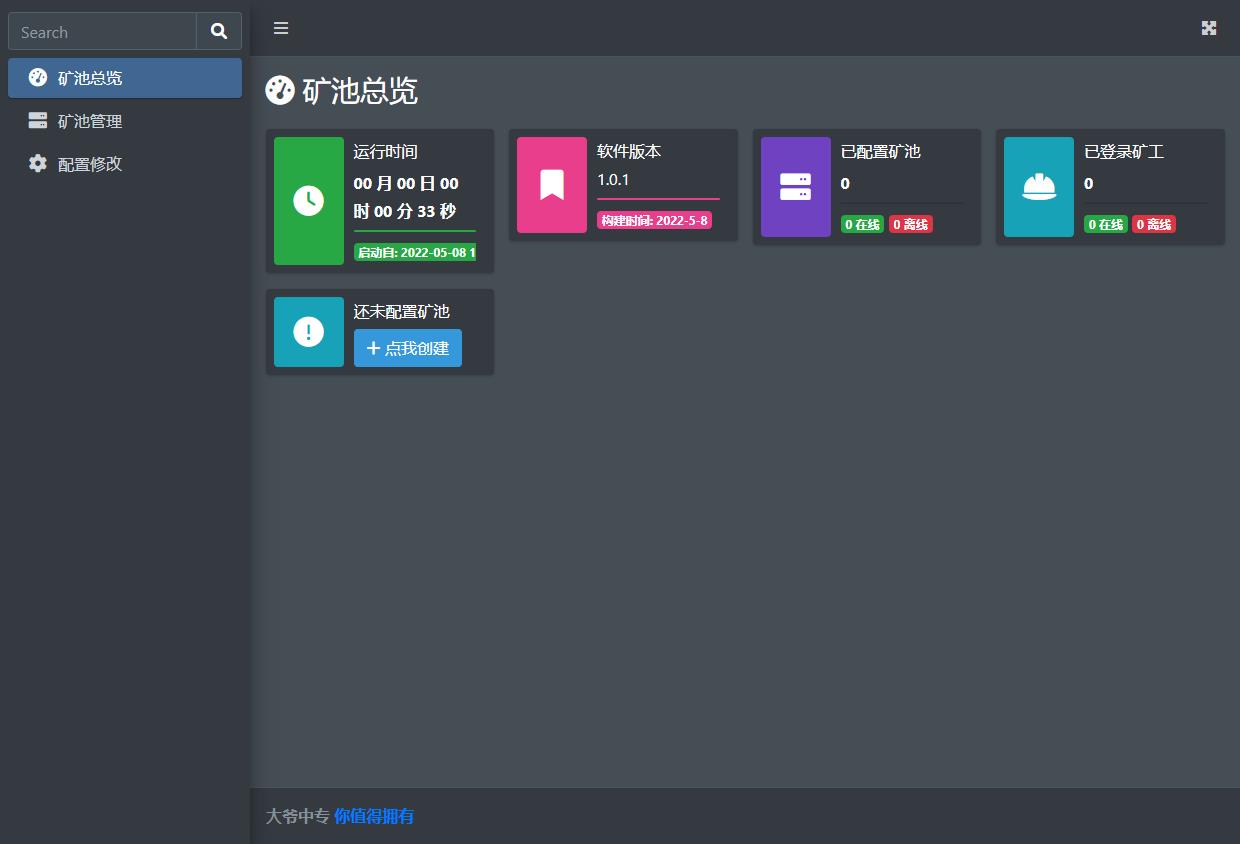 Search
矿池总览
矿池管理
配置修改
矿池总览
运行时间
00 月 00 日 00
时 00 分 33 秒
启动自: 2022-05-08 1
软件版本
1.0.1
构建时间: 2022-5-8
已配置矿池
0
0 在线 0 离线
已登录矿工
0
0 在线 0 离线
还未配置矿池
+ 点我创建
大爷中专 你值得拥有